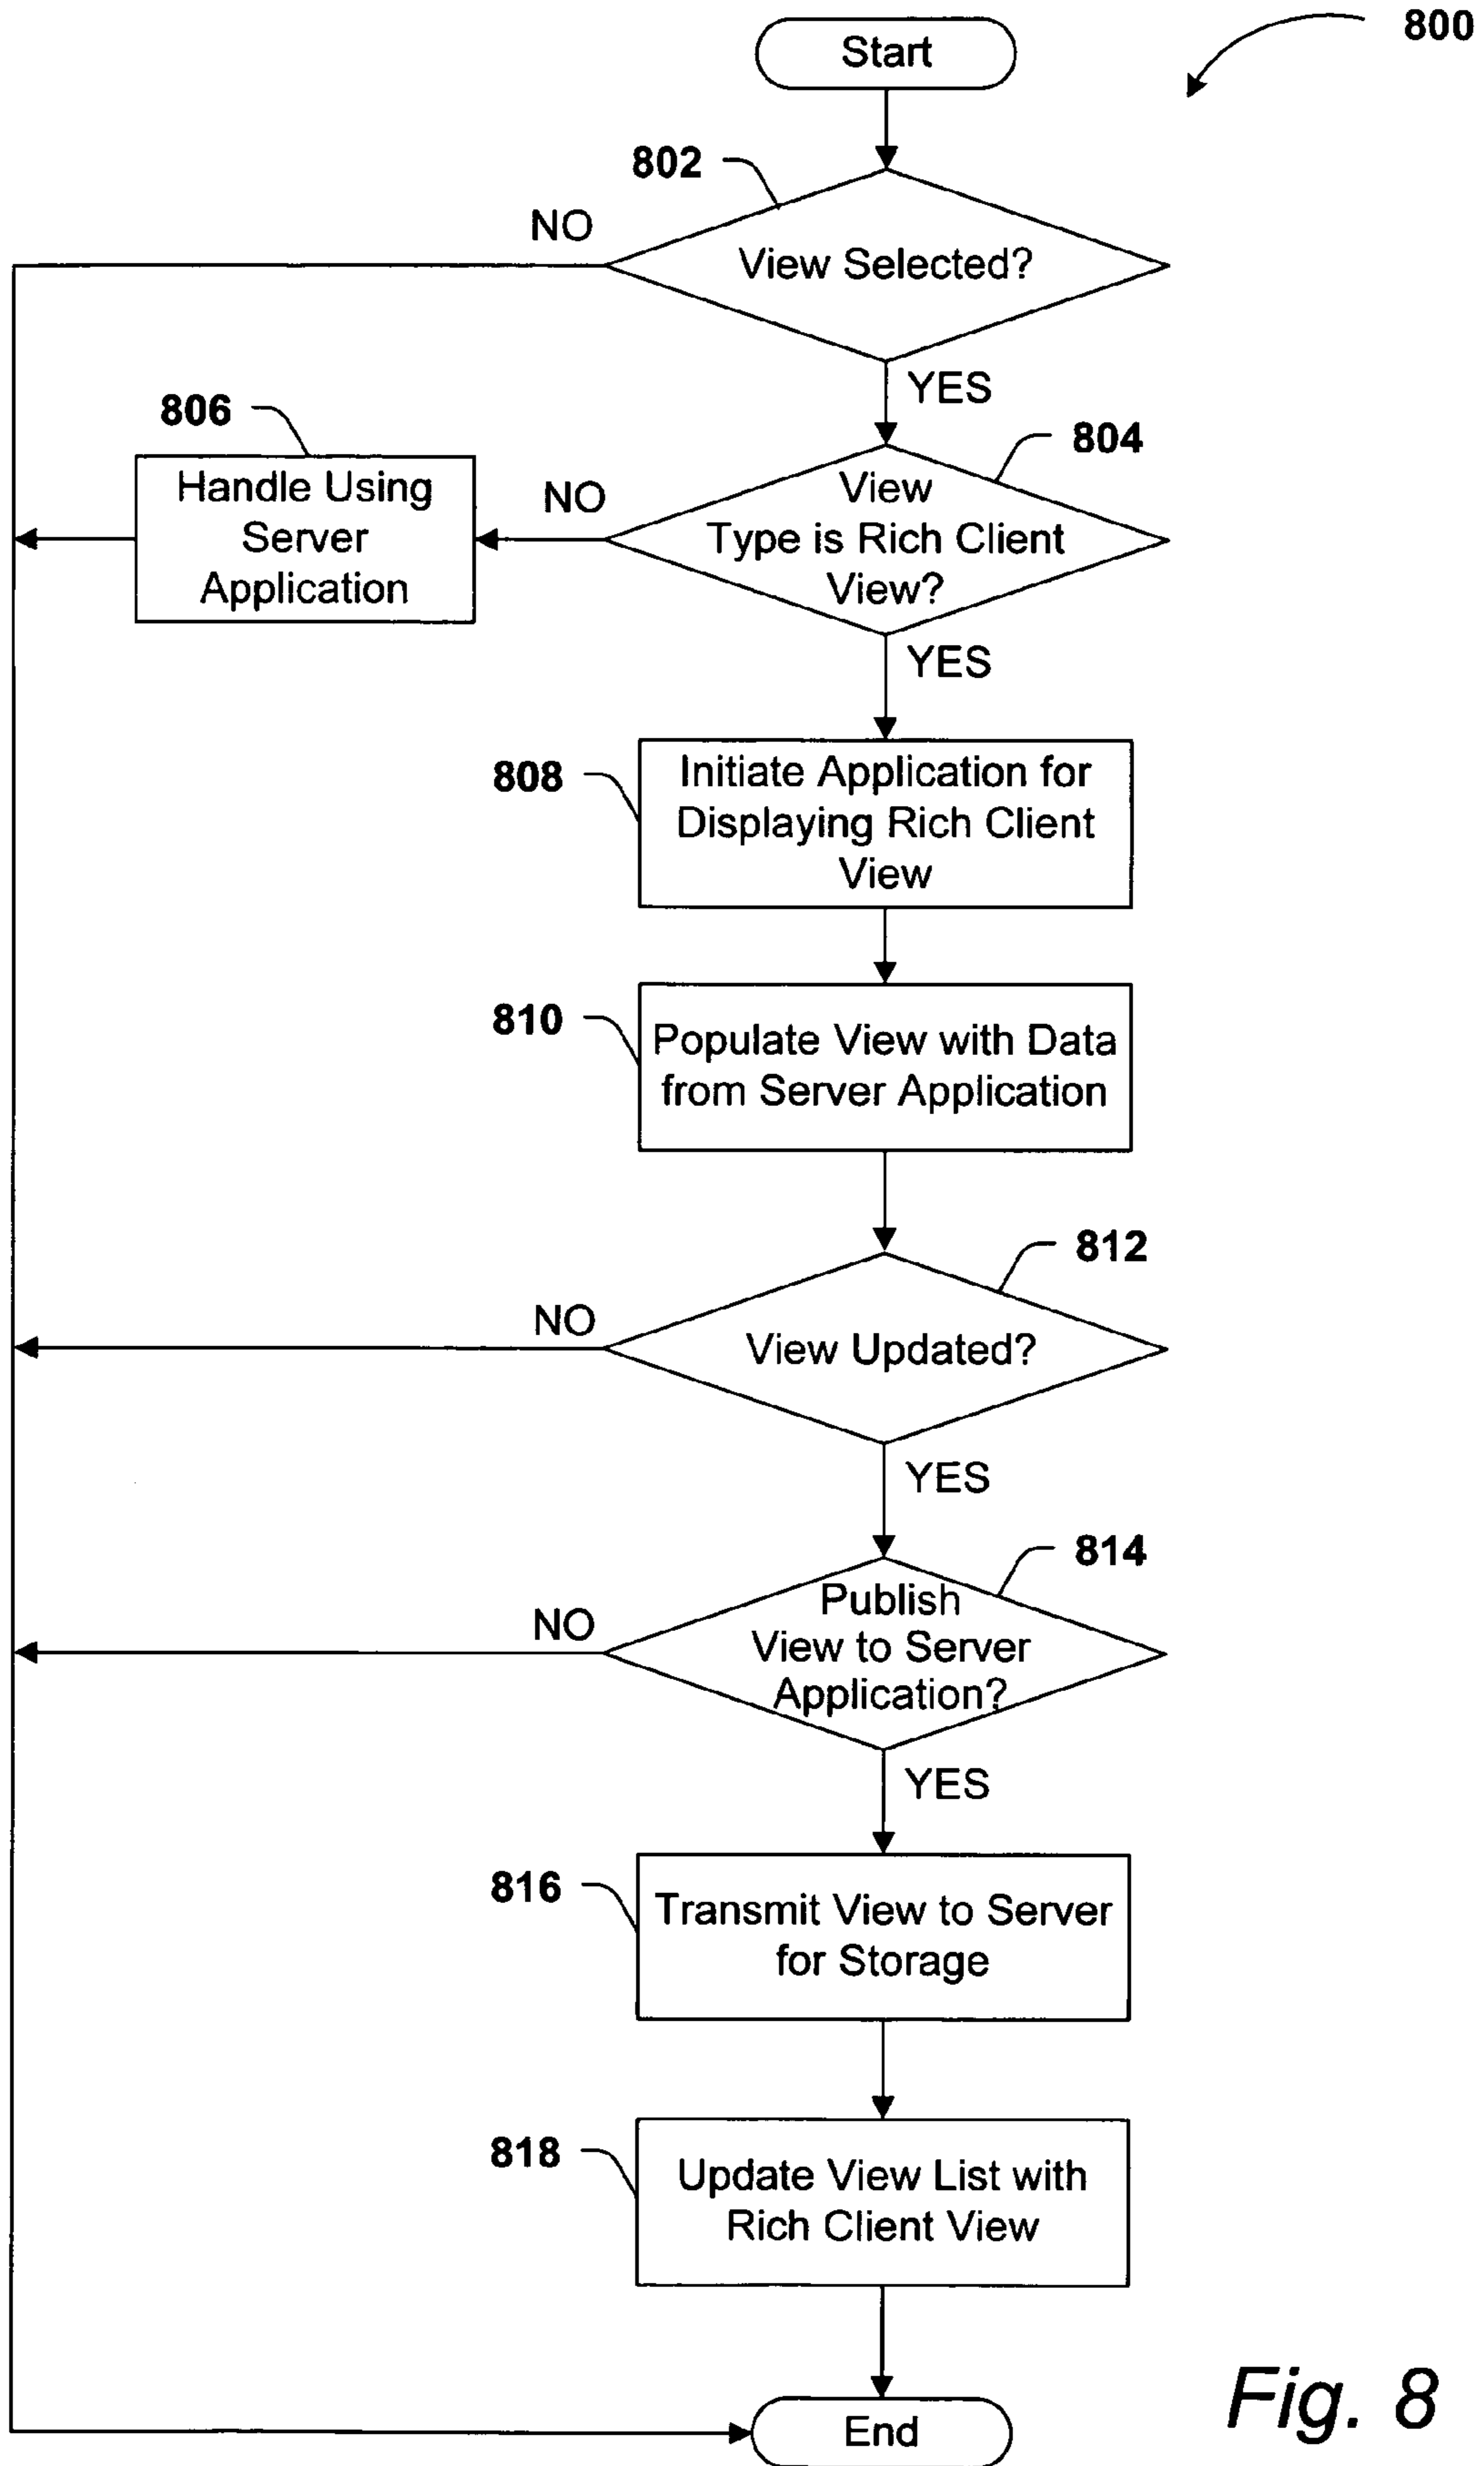 800
Start
802
NO
View Selected?
YES
806
804
Handle Using
Server
Application
NO
View
Type is Rich Client
View?
YES
808
Initiate Application for
Displaying Rich Client
View
810
Populate View with Data
from Server Application
812
NO
View Updated?
YES
814
NO
Publish
View to Server
Application?
YES
816
Transmit View to Server
for Storage
818
Update View List with
Rich Client View
End
Fig. 8